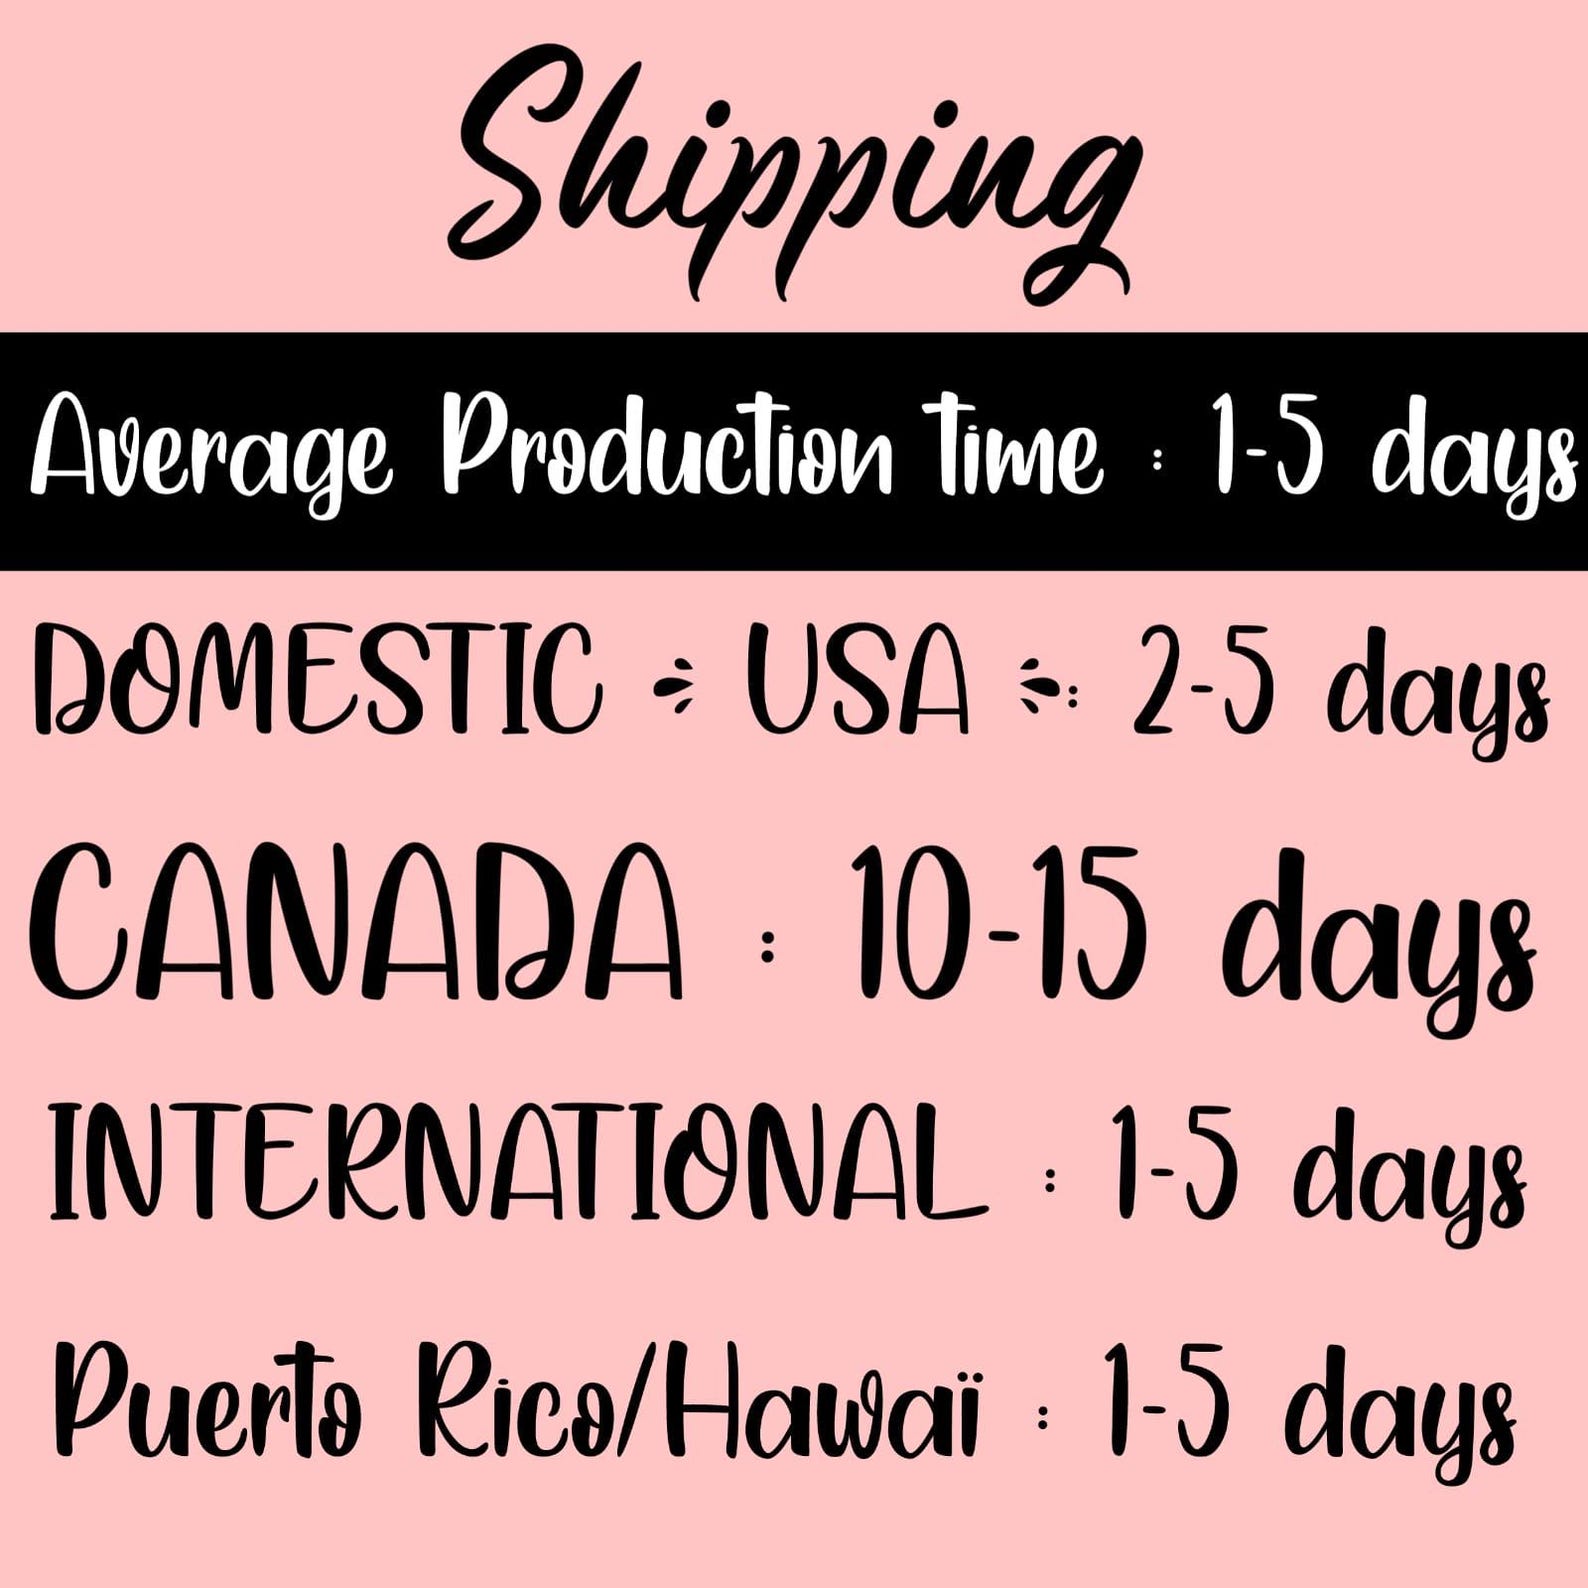 Shipping
Average Production time : 1-5 days
DOMESTIC USA : 2-5 days
CANADA : 10-15 days
INTERNATIONAL : 1-5 days
Puerto Rico/Hawaï : 1-5 days